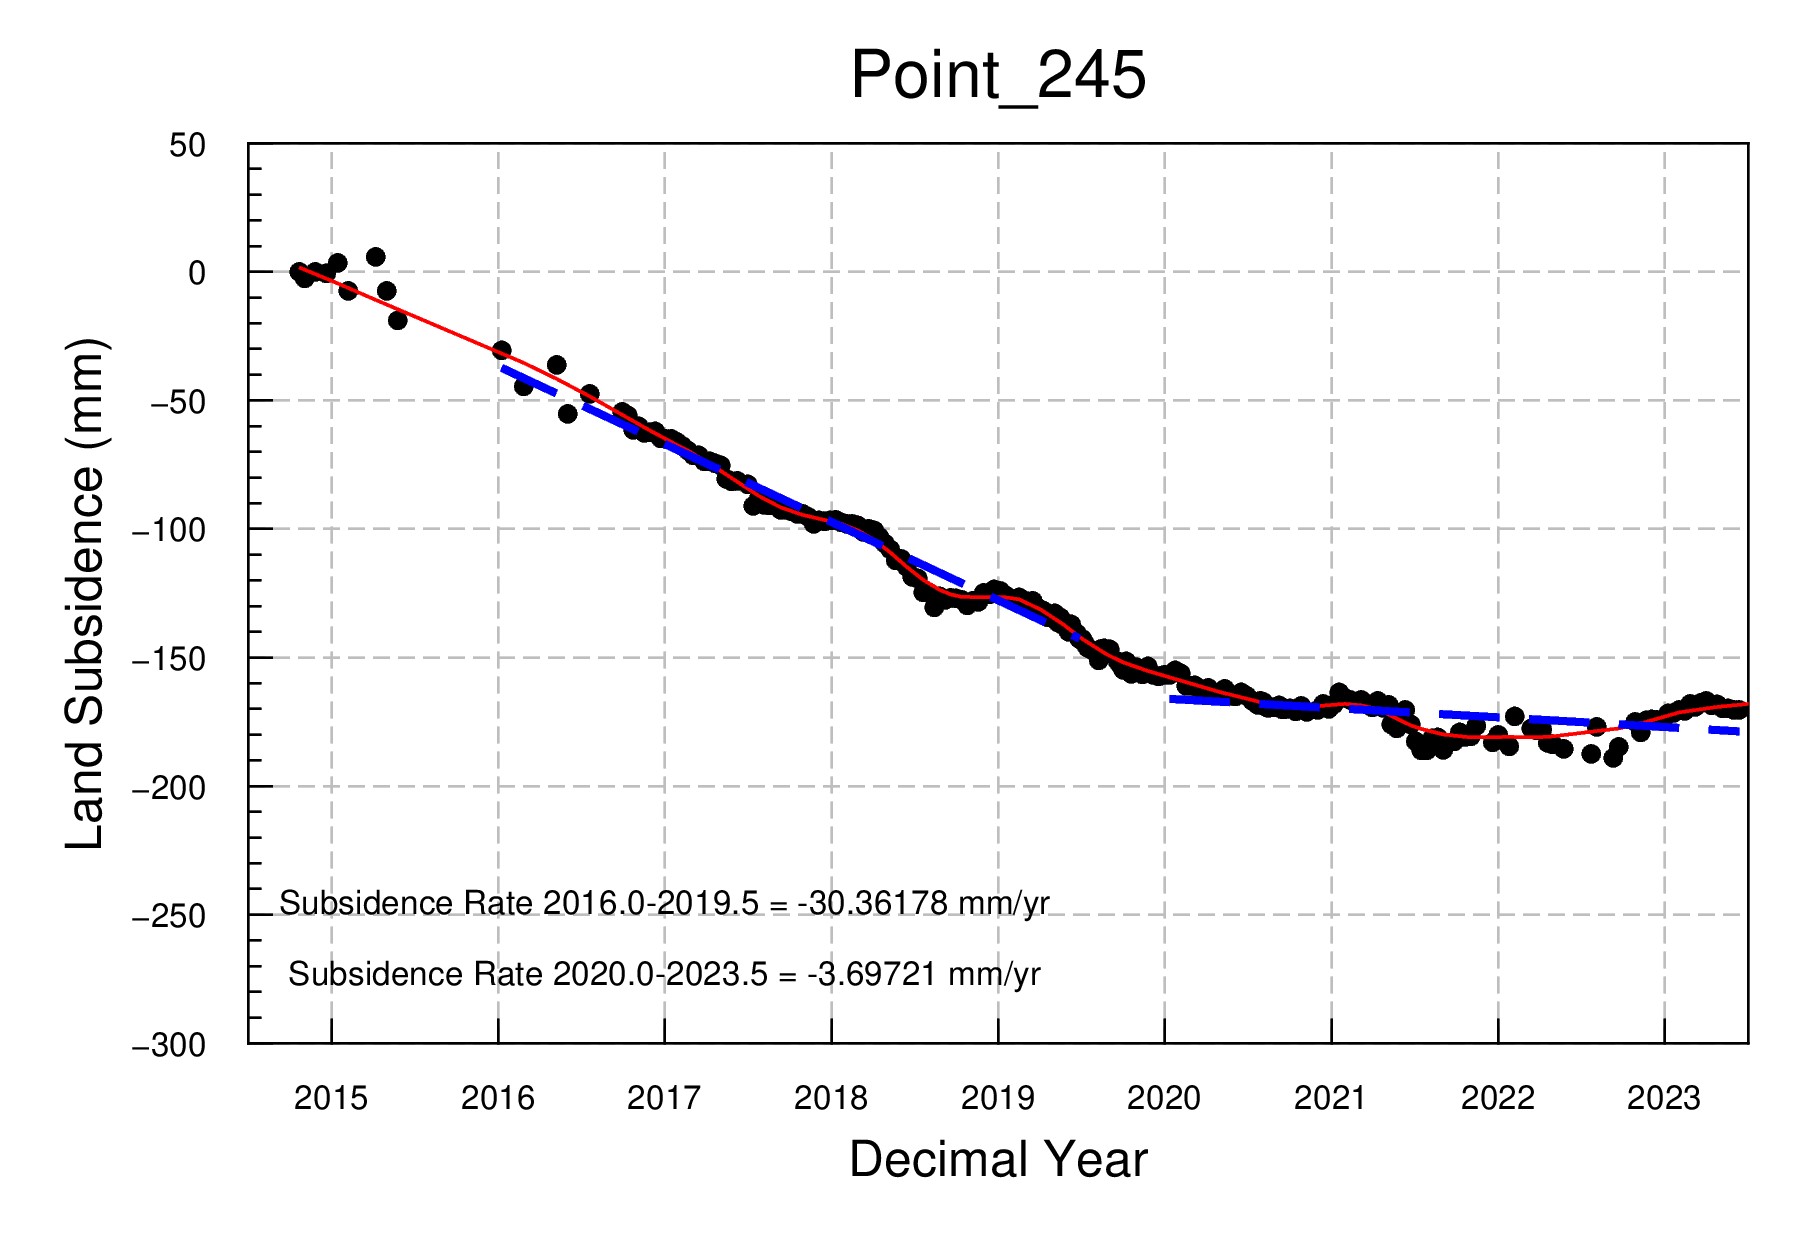 Point_245
50
0
−50
−100
−150
−200
−250
−300
Land Subsidence (mm)
Subsidence Rate 2016.0-2019.5 = -30.36178 mm/yr
Subsidence Rate 2020.0-2023.5 = -3.69721 mm/yr
2015 2016 2017 2018 2019 2020 2021 2022 2023
Decimal Year